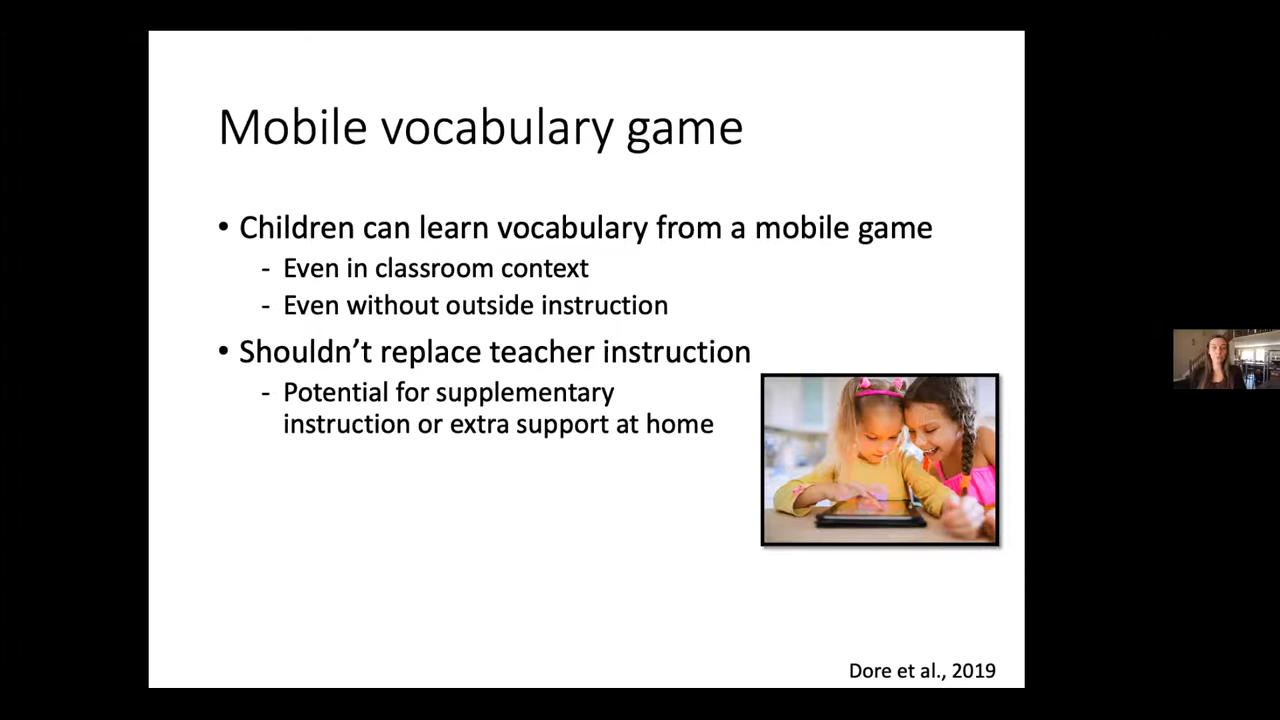 Mobile vocabulary game
• Children can learn vocabulary from a mobile game
- Even in classroom context
- Even without outside instruction
• Shouldn’t replace teacher instruction
- Potential for supplementary
instruction or extra support at home
Dore et al., 2019